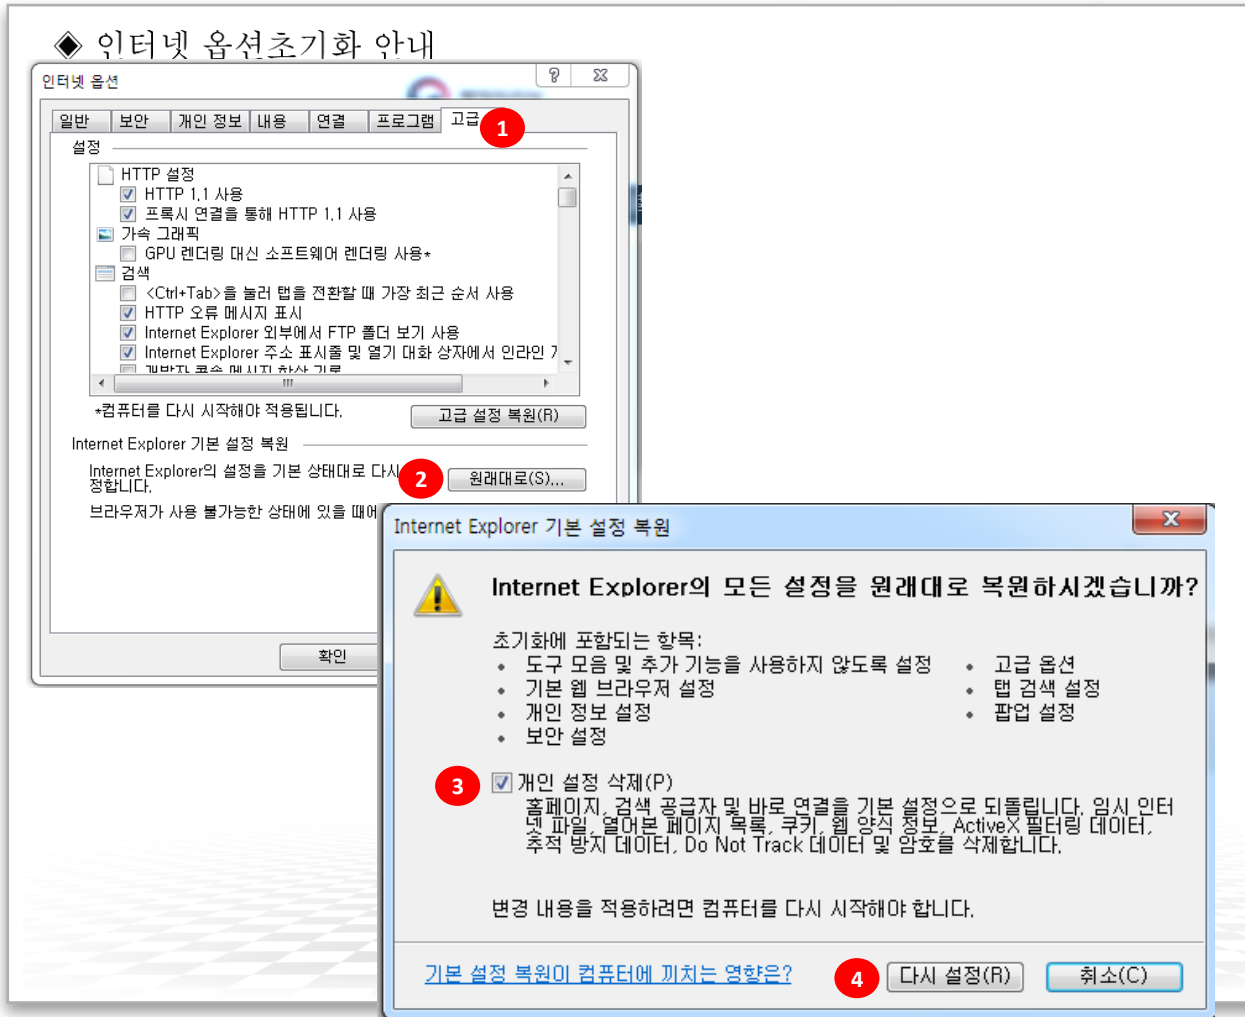 ◈ 인터넷 옵션초기화 안내
인터넷 옵션
일반 보안 개인 정보 내용 연결 프로그램 고급 1
설정
HTTP 설정
HTTP 1.1 사용
프록시 연결을 통해 HTTP 1.1 사용
가속 그래픽
GPU 렌더링 대신 소프트웨어 렌더링 사용*
검색
<Ctrl+Tab>을 눌러 탭을 전환할 때 가장 최근 순서 사용
HTTP 오류 메시지 표시
Internet Explorer 외부에서 FTP 폴더 보기 사용
Internet Explorer 주소 표시줄 및 열기 대화 상자에서 인라인
개발자 콘솔 메시지 항상 기록
*컴퓨터를 다시 시작해야 적용됩니다.
고급 설정 복원(R)
Internet Explorer 기본 설정 복원
Internet Explorer의 설정을 기본 상태대로 다시
정합니다.
2 원래대로(S)...
브라우저가 사용 불가능한 상태에 있을 때에
확인
Internet Explorer 기본 설정 복원
Internet Explorer의 모든 설정을 원래대로 복원하시겠습니까?
초기화에 포함되는 항목:
• 도구 모음 및 추가 기능을 사용하지 않도록 설정 • 고급 옵션
• 기본 웹 브라우저 설정 • 탭 검색 설정
• 개인 정보 설정 • 팝업 설정
• 보안 설정
3 개인 설정 삭제(P)
홈페이지, 검색 공급자 및 바로 연결을 기본 설정으로 되돌립니다. 임시 인터
넷 파일, 열어본 페이지 목록, 쿠키, 웹 양식 정보, ActiveX 필터링 데이터,
추적 방지 데이터, Do Not Track 데이터 및 암호를 삭제합니다.
변경 내용을 적용하려면 컴퓨터를 다시 시작해야 합니다.
기본 설정 복원이 컴퓨터에 끼치는 영향은?
4 다시 설정(R) 취소(C)